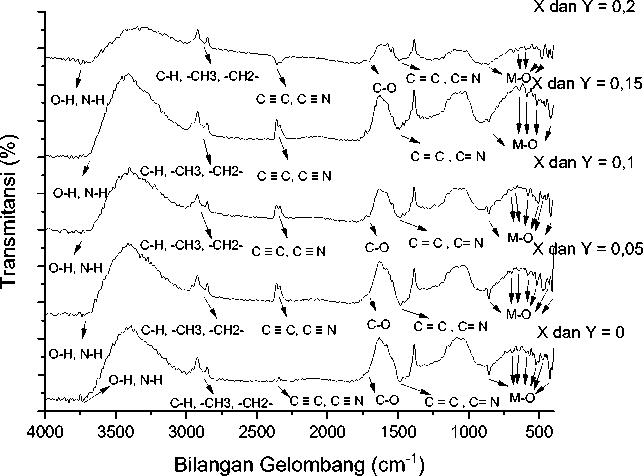 X dan Y = 0,2
C-H, -CH3, -CH2-
C≡C, C≡N
C-O
C=C, C=N
M-O
O-H, N-H
X dan Y = 0,15
C-H, -CH3, -CH2-
C≡C, C≡N
C=C, C=N
M-O
O-H, N-H
X dan Y = 0,1
C-H, -CH3, -CH2-
C≡C, C≡N
C-O
C=C, C=N
M-O
O-H, N-H
X dan Y = 0,05
C-H, -CH3, -CH2-
C≡C, C≡N
C-O
C=C, C=N
M-O
O-H, N-H
X dan Y = 0
O-H, N-H
C-H, -CH3, -CH2-
C≡C, C≡N
C-O
C=C, C=N
M-O
Transmitansi (%)
4000 3500 3000 2500 2000 1500 1000 500
Bilangan Gelombang (cm⁻¹)